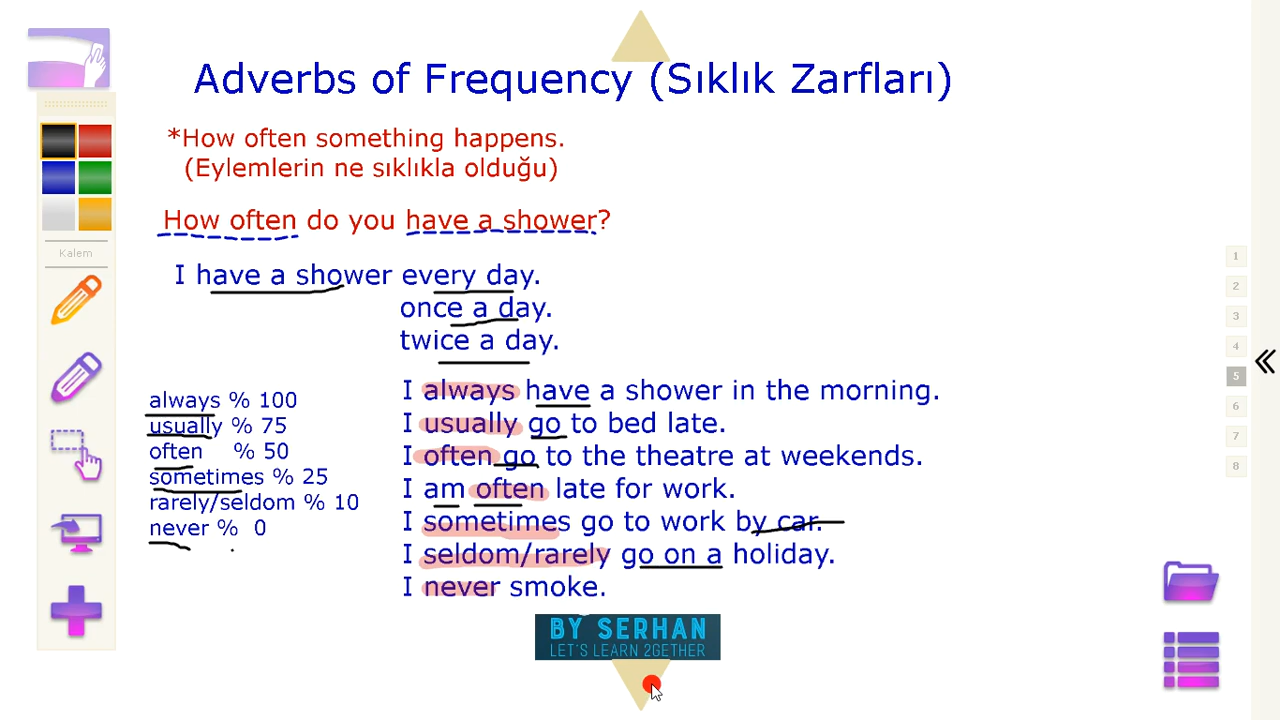 Adverbs of Frequency (Sıklık Zarfları)
*How often something happens.
(Eylemlerin ne sıklıkla olduğu)
How often do you have a shower?
I have a shower every day.
once a day.
twice a day.
always % 100
usually % 75
often % 50
sometimes % 25
rarely/seldom % 10
never % 0
I always have a shower in the morning.
I usually go to bed late.
I often go to the theatre at weekends.
I am often late for work.
I sometimes go to work by car.
I seldom/rarely go on a holiday.
I never smoke.
BY SERHAN
LET'S LEARN 2GETHER
Kalem
1
2
3
4
5
6
7
8